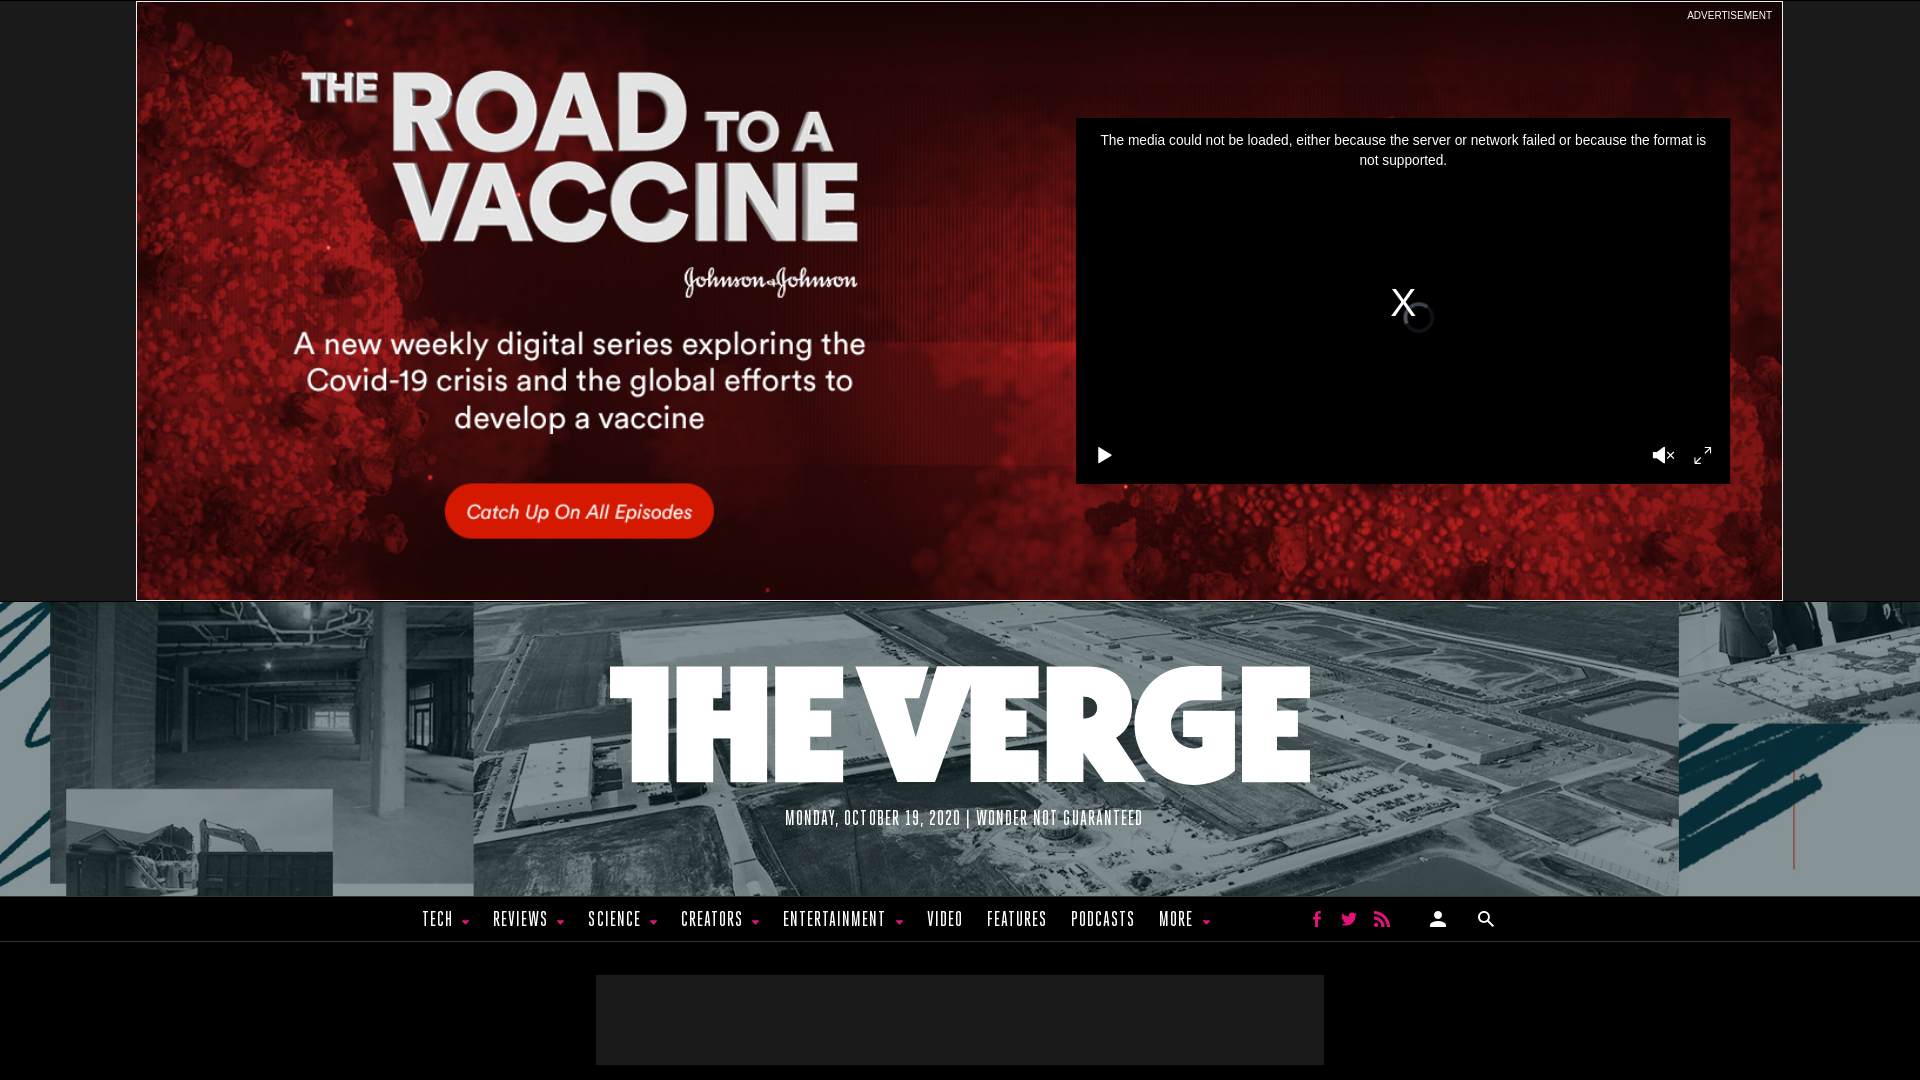 ADVERTISEMENT
THE ROAD TO A
VACCINE
Johnson & Johnson
A new weekly digital series exploring the
Covid-19 crisis and the global efforts to
develop a vaccine
Catch Up On All Episodes
The media could not be loaded, either because the server or network failed or because the format is
not supported.
X
THE VERGE
MONDAY, OCTOBER 19, 2020 | WONDER NOT GUARANTEED
TECH REVIEWS SCIENCE CREATORS ENTERTAINMENT VIDEO FEATURES PODCASTS MORE